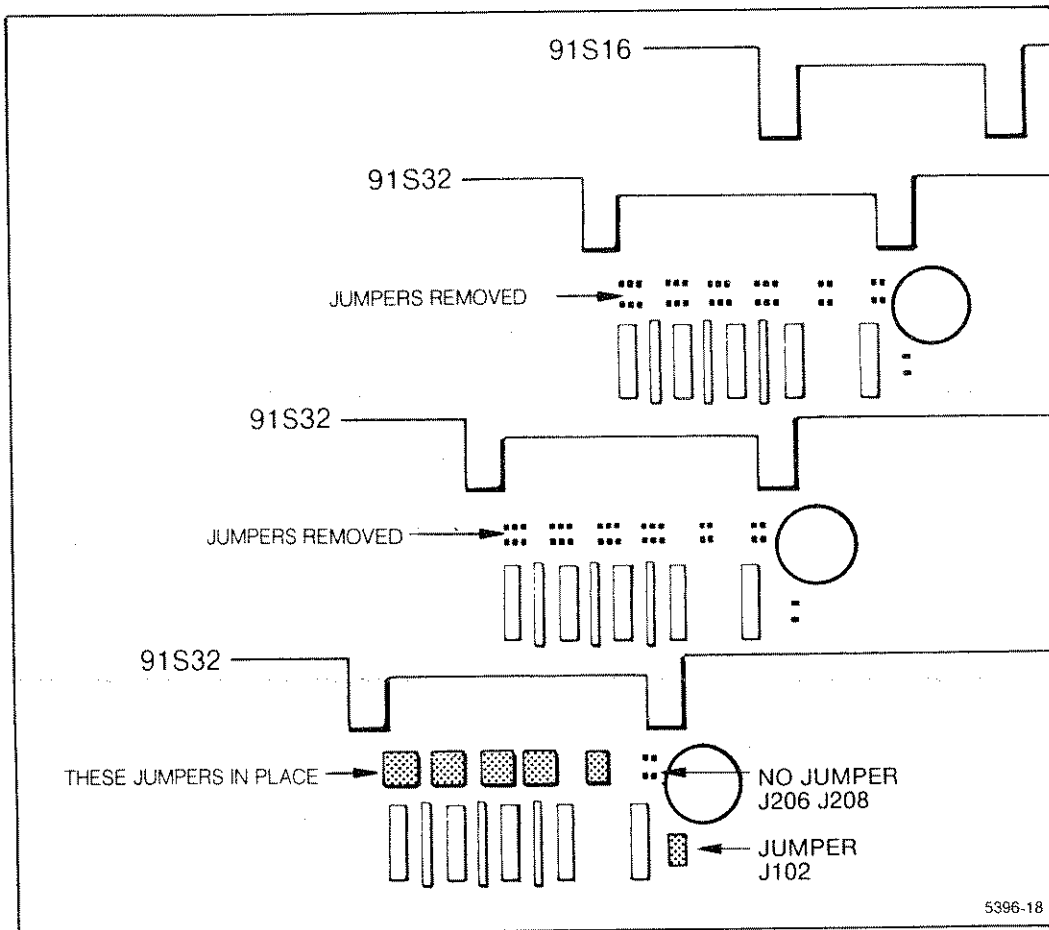 91S16
91S32
JUMPERS REMOVED
91S32
JUMPERS REMOVED
91S32
THESE JUMPERS IN PLACE
NO JUMPER
J206 J208
JUMPER
J102
5396-18